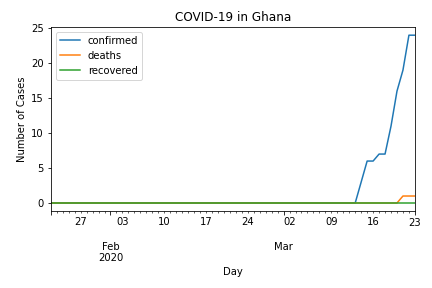 COVID-19 in Ghana
25
20
15
10
5
0
Number of Cases
confirmed
deaths
recovered
27 03 10 17 24 02 09 16 23
Feb Mar
2020
Day